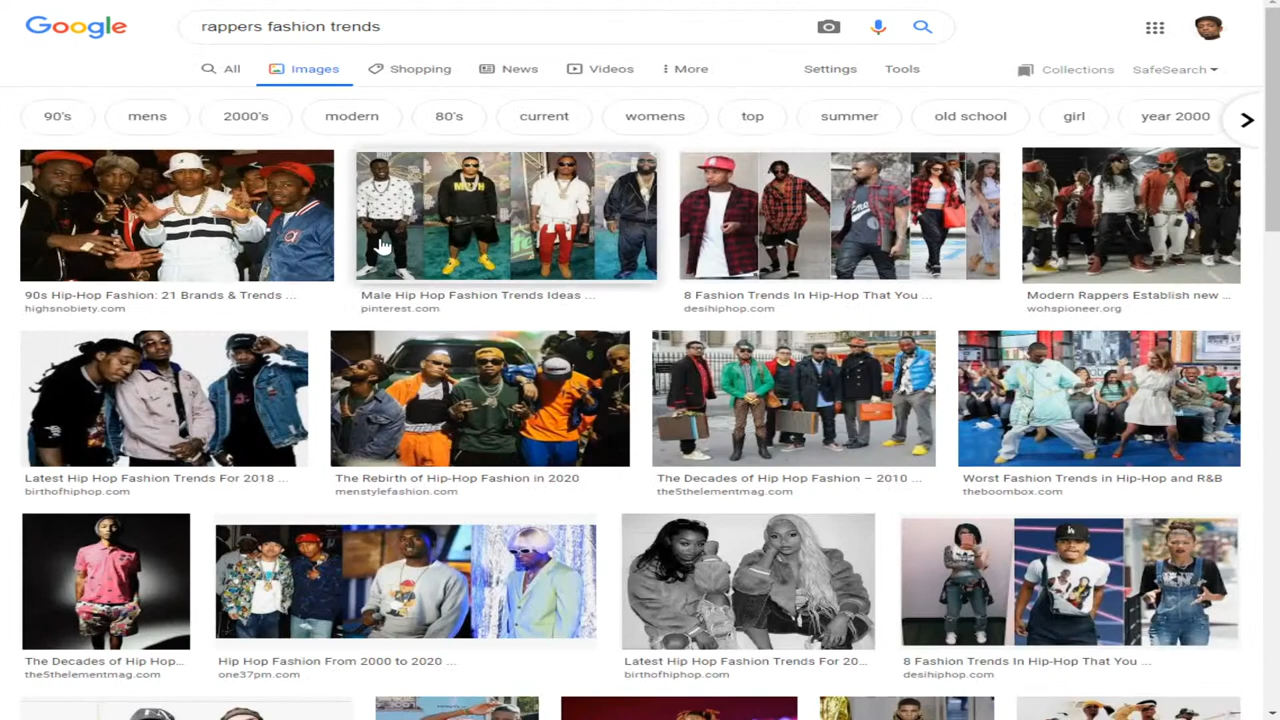 Google
rappers fashion trends
All Images Shopping News Videos More Settings Tools Collections SafeSearch
90's mens 2000's modern 80's current womens top summer old school girl year 2000
90s Hip-Hop Fashion: 21 Brands & Trends ...
highsnobiety.com
Male Hip Hop Fashion Trends Ideas ...
pinterest.com
8 Fashion Trends In Hip-Hop That You ...
desihiphop.com
Modern Rappers Establish new ...
wohspioneer.org
Latest Hip Hop Fashion Trends For 2018 ...
birthofhiphop.com
The Rebirth of Hip-Hop Fashion in 2020
menstylefashion.com
The Decades of Hip Hop Fashion – 2010 ...
the5thelementmag.com
Worst Fashion Trends in Hip-Hop and R&B
theboombox.com
The Decades of Hip Hop...
the5thelementmag.com
Hip Hop Fashion From 2000 to 2020 ...
one37pm.com
Latest Hip Hop Fashion Trends For 20...
birthofhiphop.com
8 Fashion Trends In Hip-Hop That You ...
desihiphop.com